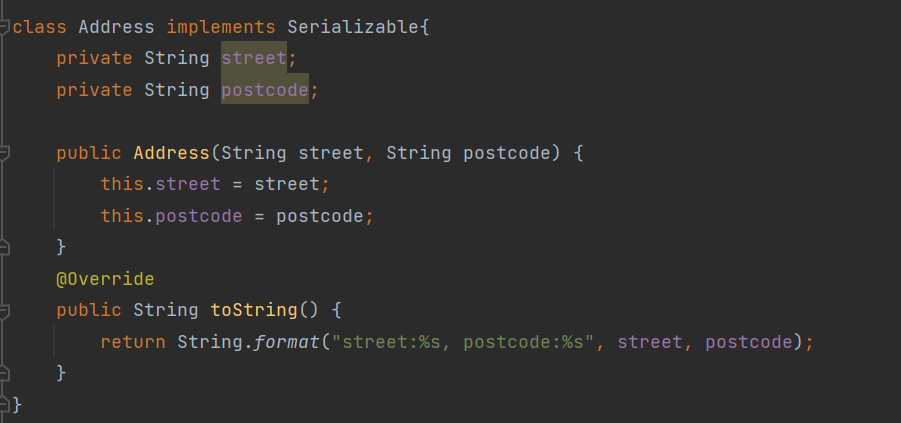 class Address implements Serializable{
    private String street;
    private String postcode;

    public Address(String street, String postcode) {
        this.street = street;
        this.postcode = postcode;
    }
    @Override
    public String toString() {
        return String.format("street:%s, postcode:%s", street, postcode);
    }
}